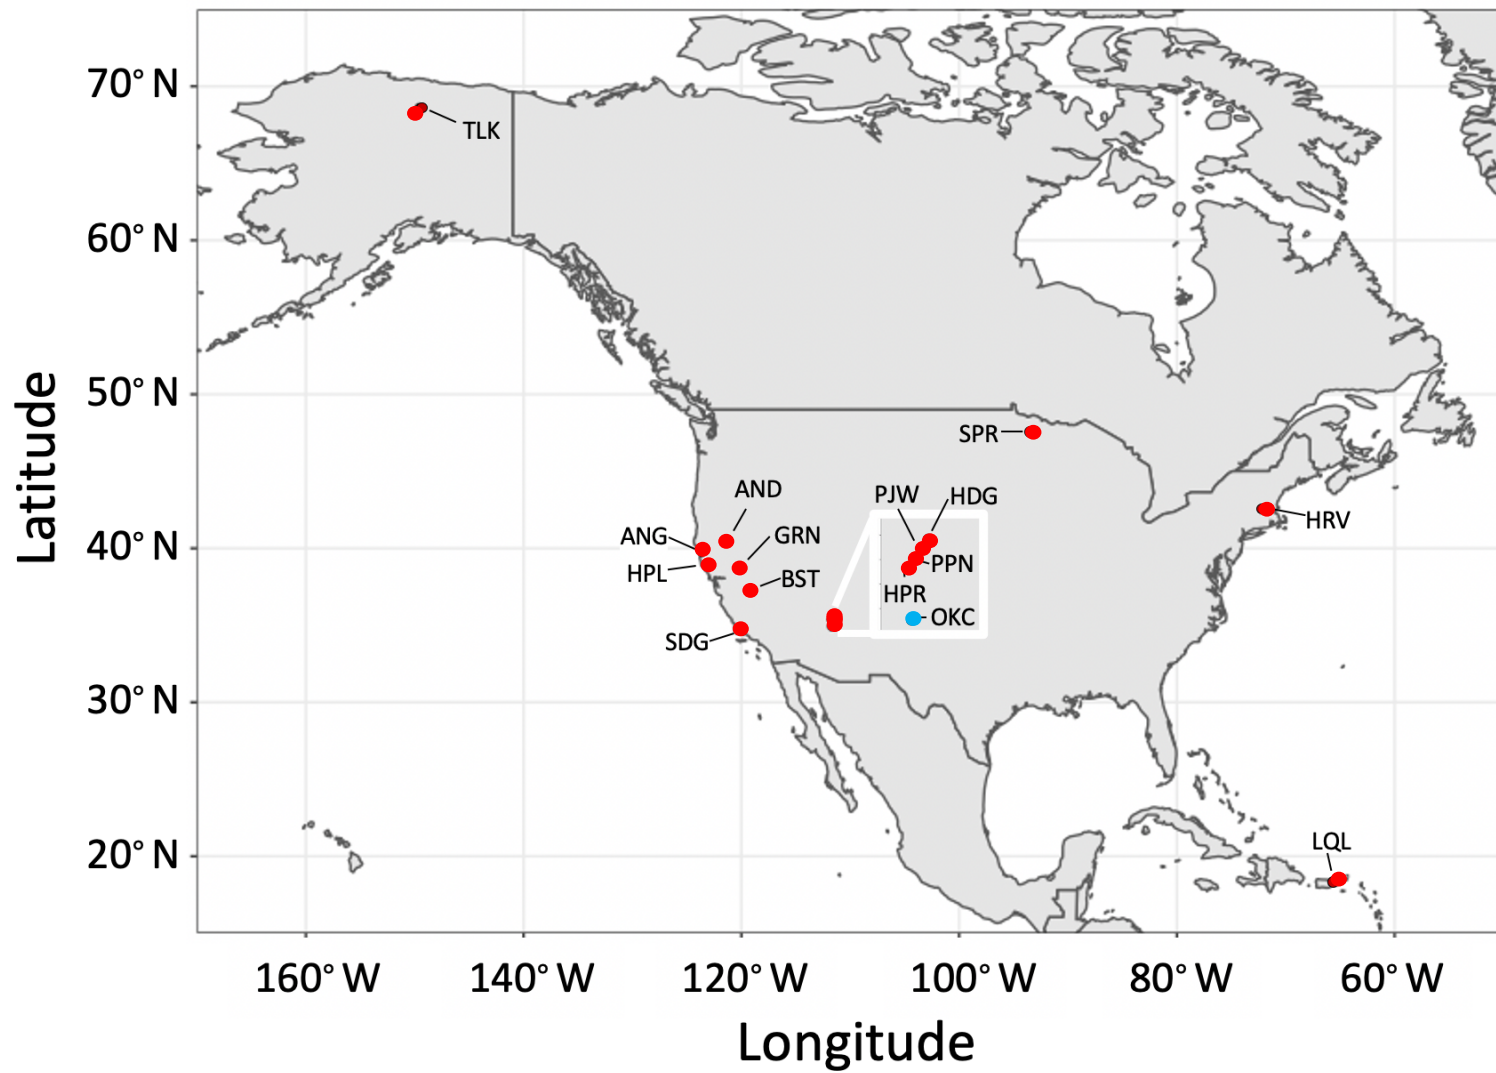 70° N
TLK
60° N
50° N
SPR
AND
PJW
HDG
ANG
GRN
HRV
40° N
HPL
BST
PPN
HPR
OKC
SDG
30° N
LQL
20° N
160° W
140° W
120° W
100° W
80° W
60° W
Latitude
Longitude